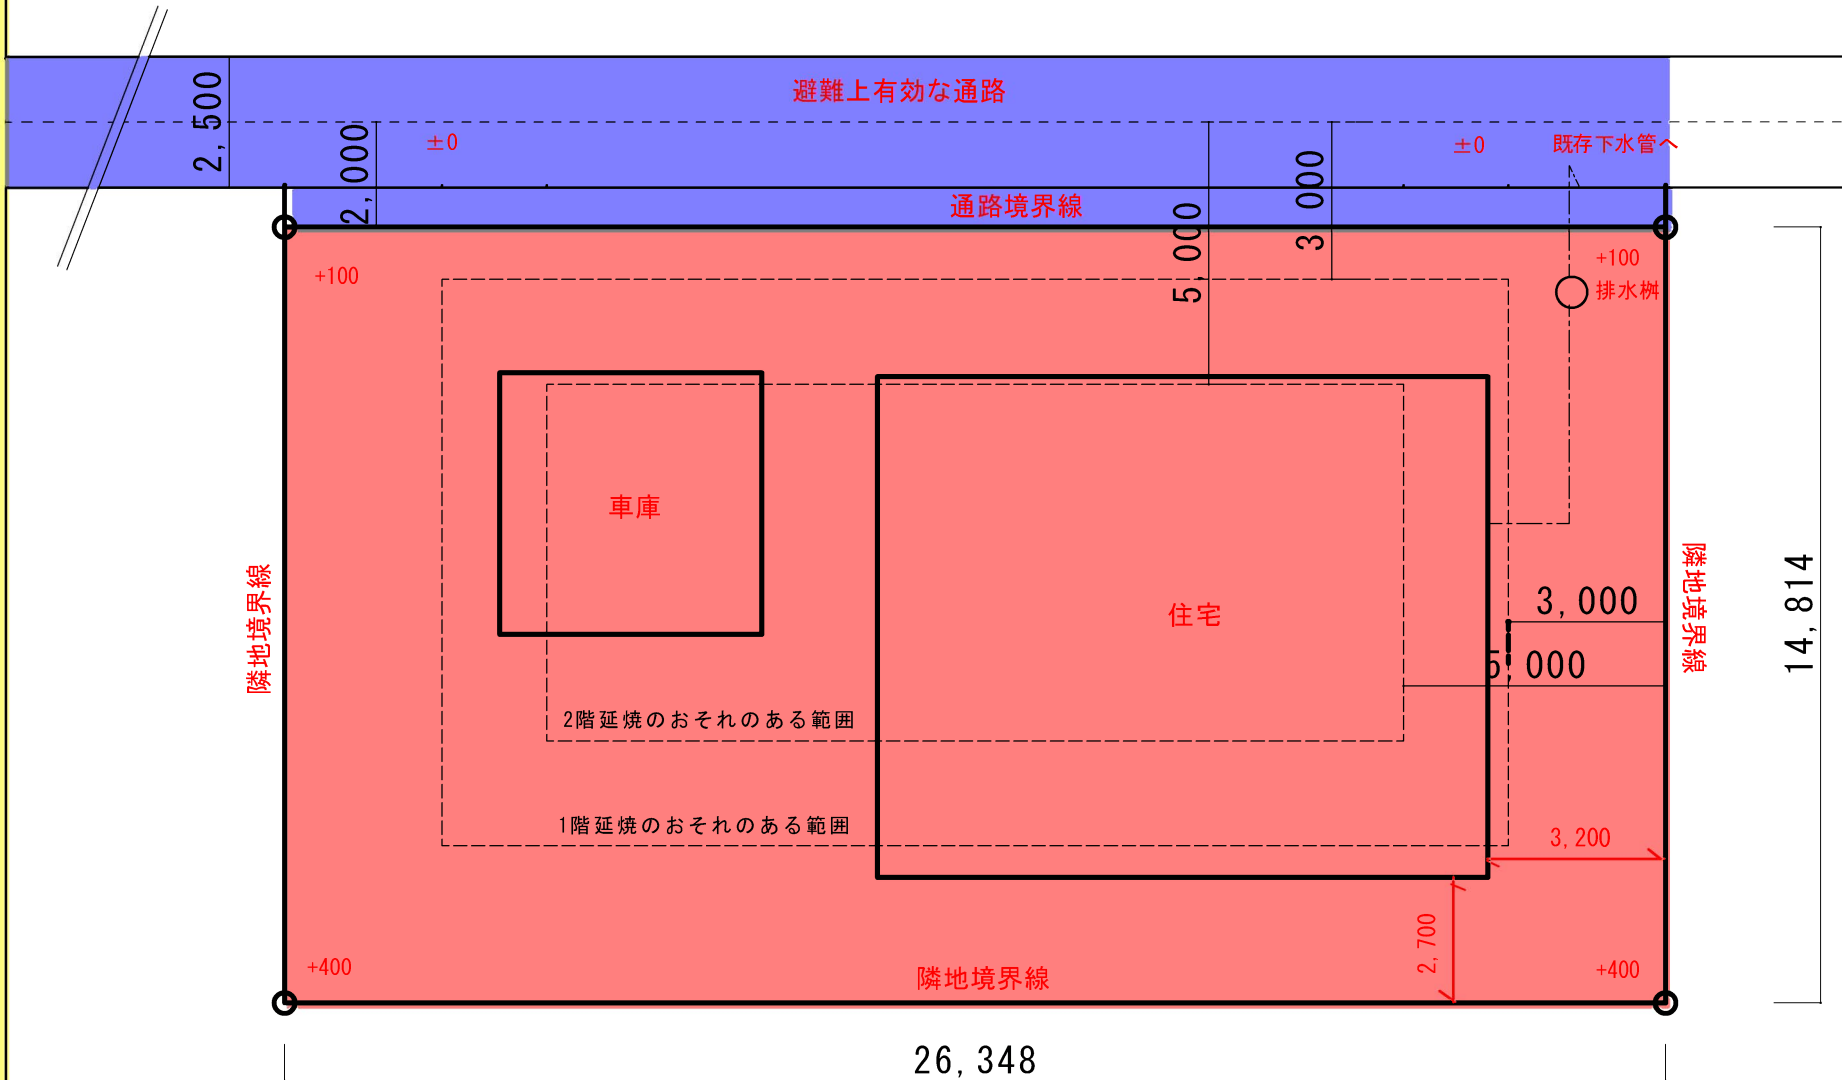 避難上有効な通路
2,500
2,000
±0
±0
既存下水管へ
通路境界線
5,000
3,000
+100
+100
排水桝
車庫
住宅
隣地境界線
隣地境界線
3,000
5,000
14,814
2階延焼のおそれのある範囲
1階延焼のおそれのある範囲
3,200
2,700
+400
+400
隣地境界線
26,348